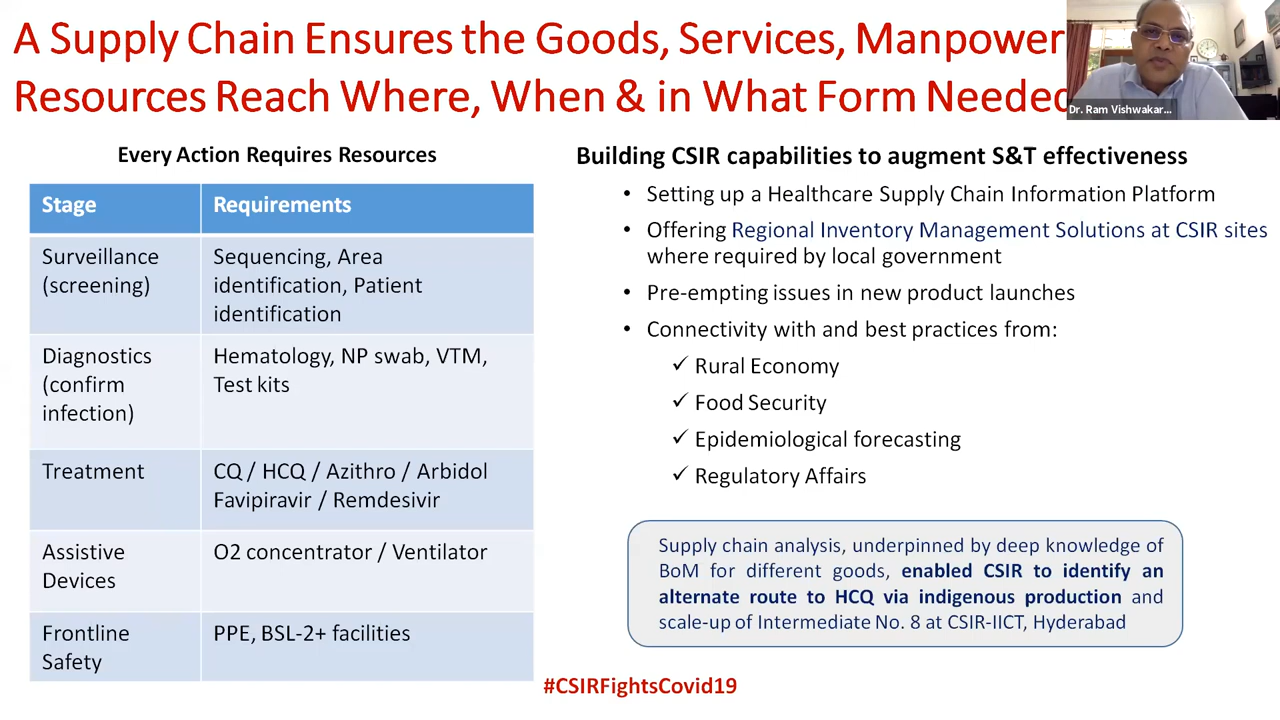 A Supply Chain Ensures the Goods, Services, Manpower
Resources Reach Where, When & in What Form Needed
Dr. Ram Vishwakar...
Every Action Requires Resources
Stage
Requirements
Surveillance
(screening)
Sequencing, Area
identification, Patient
identification
Diagnostics
(confirm
infection)
Hematology, NP swab, VTM,
Test kits
Treatment
CQ / HCQ / Azithro / Arbidol
Favipiravir / Remdesivir
Assistive
Devices
O2 concentrator / Ventilator
Frontline
Safety
PPE, BSL-2+ facilities
Building CSIR capabilities to augment S&T effectiveness
• Setting up a Healthcare Supply Chain Information Platform
• Offering Regional Inventory Management Solutions at CSIR sites
where required by local government
• Pre-empting issues in new product launches
• Connectivity with and best practices from:
✓ Rural Economy
✓ Food Security
✓ Epidemiological forecasting
✓ Regulatory Affairs
Supply chain analysis, underpinned by deep knowledge of
BoM for different goods, enabled CSIR to identify an
alternate route to HCQ via indigenous production and
scale-up of Intermediate No. 8 at CSIR-IICT, Hyderabad
#CSIRFightsCovid19